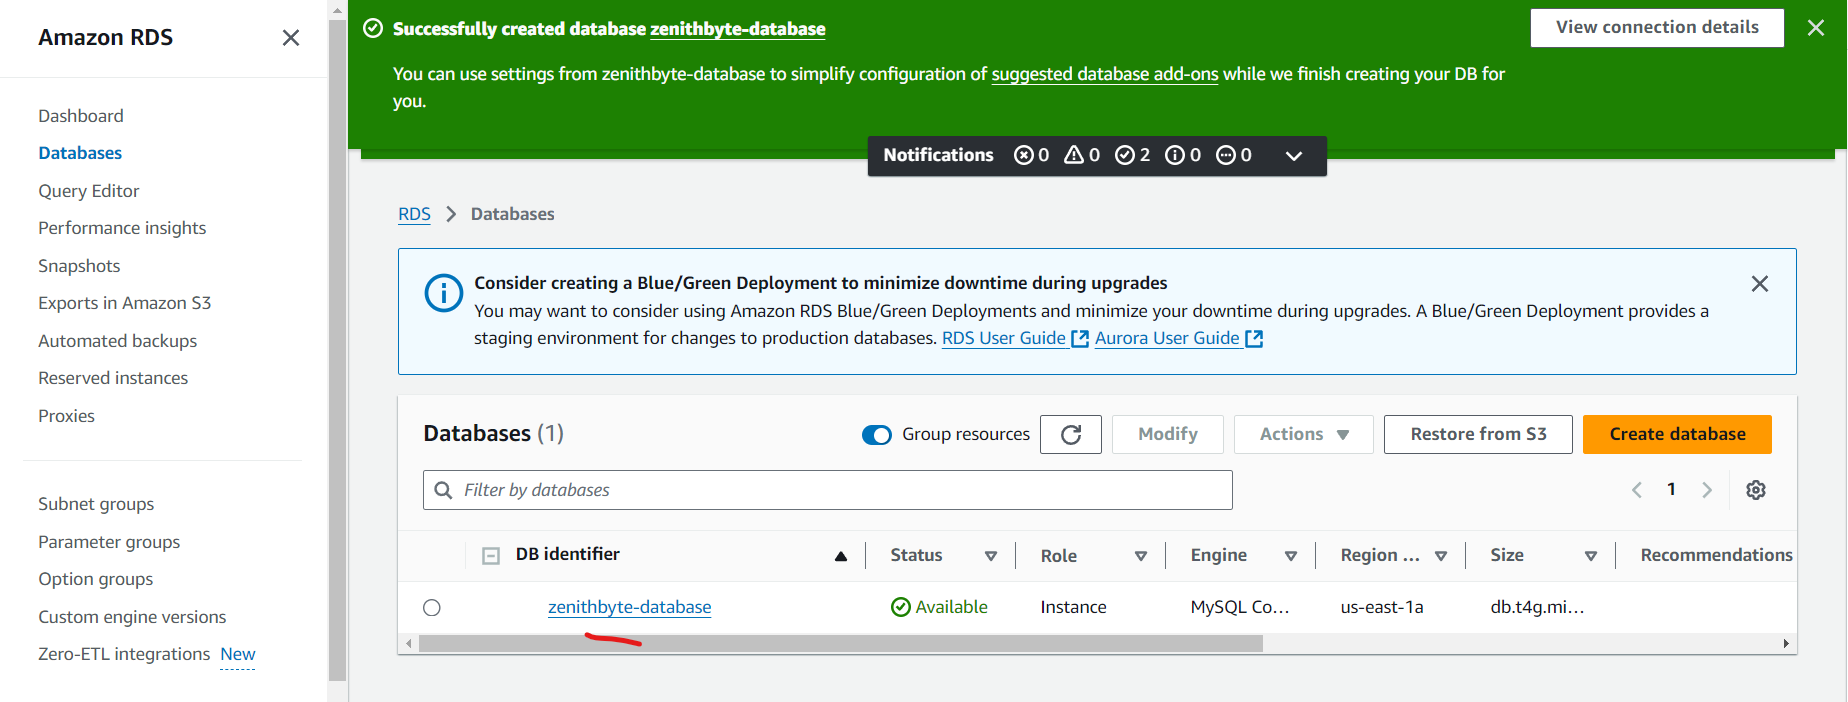 Amazon RDS
Dashboard
Databases
Query Editor
Performance insights
Snapshots
Exports in Amazon S3
Automated backups
Reserved instances
Proxies
Subnet groups
Parameter groups
Option groups
Custom engine versions
Zero-ETL integrations New
Successfully created database zenithbyte-database
View connection details
You can use settings from zenithbyte-database to simplify configuration of suggested database add-ons while we finish creating your DB for
you.
Notifications 0 0 2 0 0
RDS > Databases
Consider creating a Blue/Green Deployment to minimize downtime during upgrades
You may want to consider using Amazon RDS Blue/Green Deployments and minimize your downtime during upgrades. A Blue/Green Deployment provides a
staging environment for changes to production databases. RDS User Guide Aurora User Guide
Databases (1) Group resources Modify Actions Restore from S3 Create database
Filter by databases 1
DB identifier Status Role Engine Region ... Size Recommendations
zenithbyte-database Available Instance MySQL Co... us-east-1a db.t4g.mi...